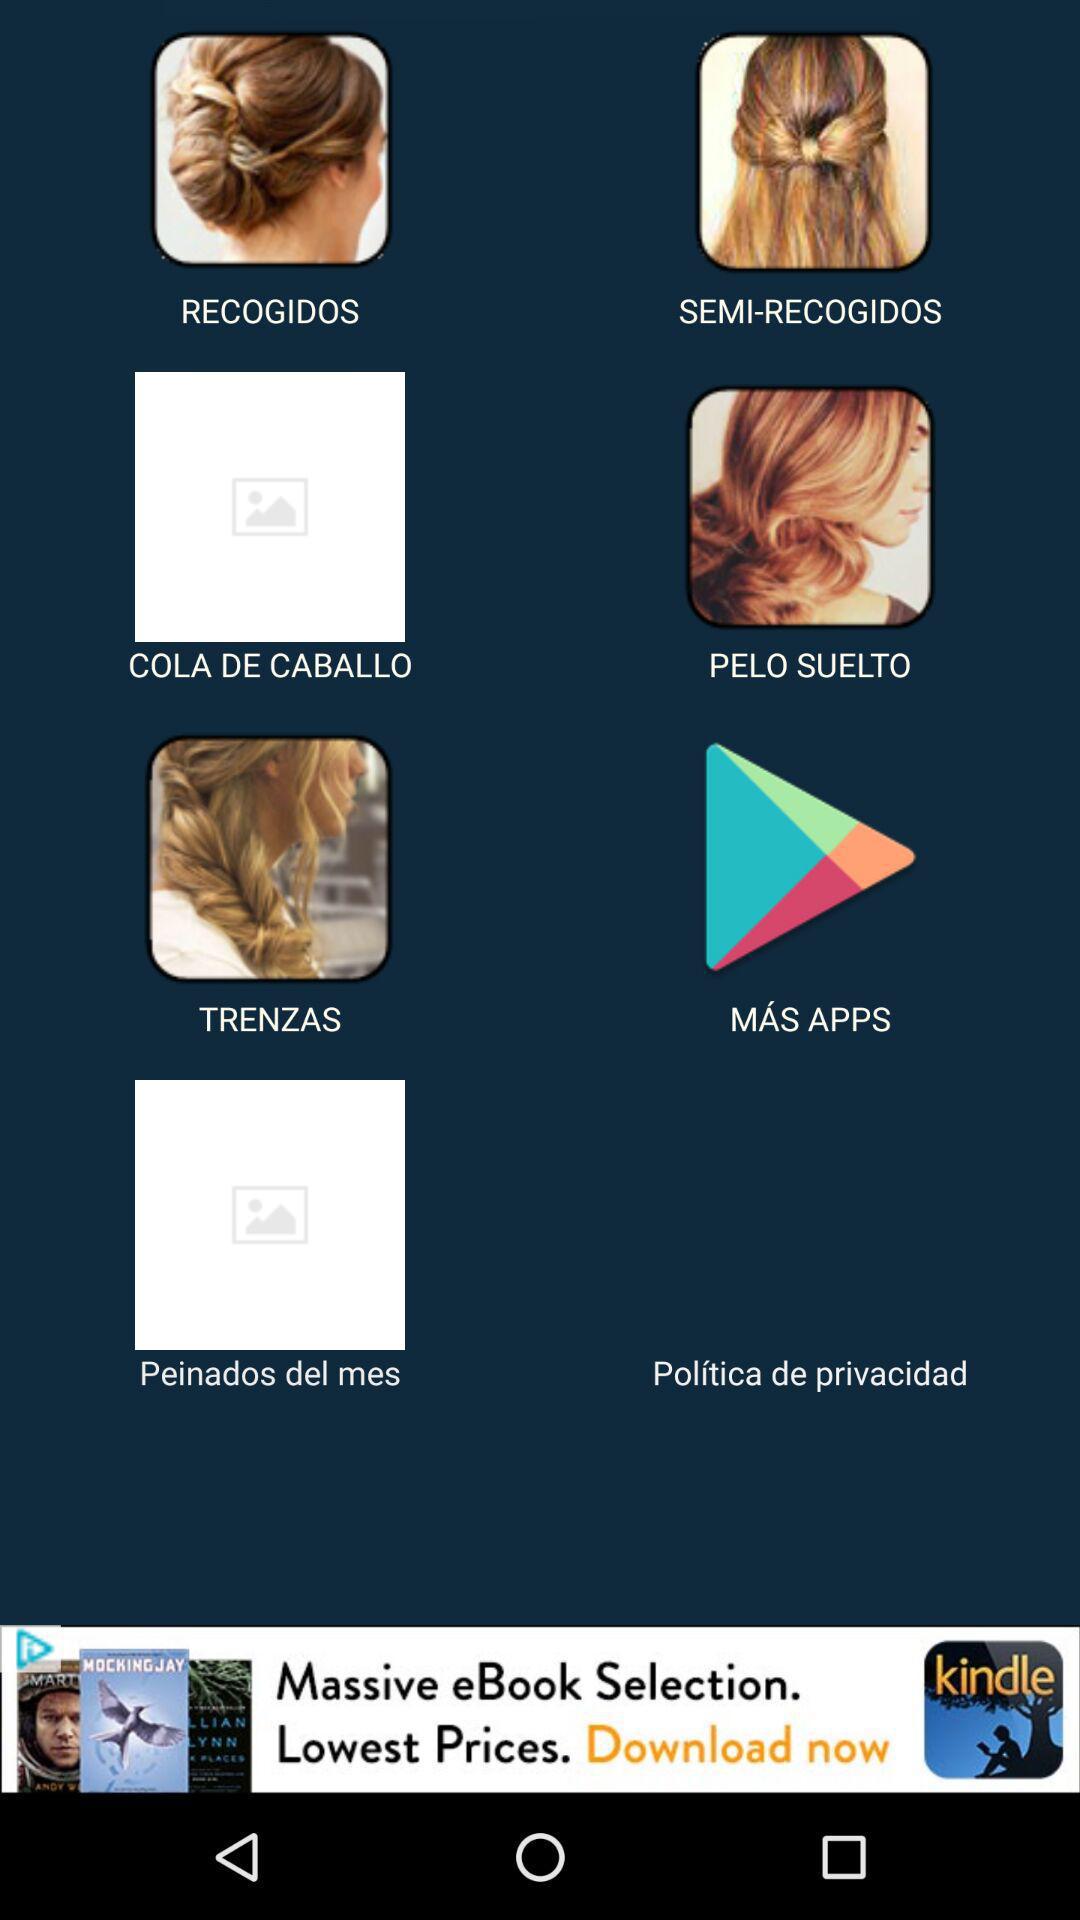 RECOGIDOS
SEMI-RECOGIDOS
COLA DE CABALLO
PELO SUELTO
TRENZAS
MÁS APPS
Peinados del mes
Política de privacidad
MOCKINGJAY
Massive eBook Selection.
Lowest Prices. Download now
kindle